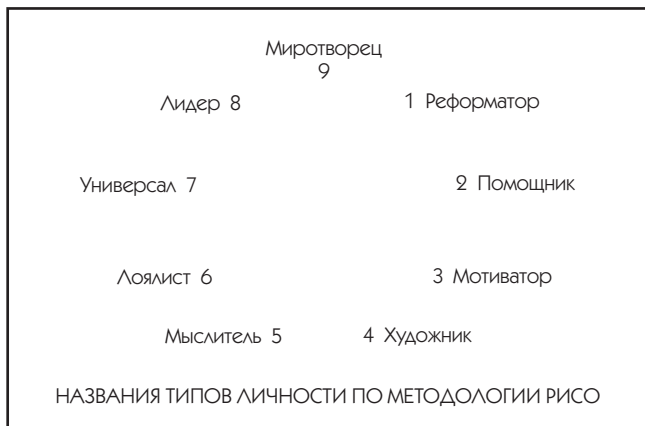 Миротворец
9
Лидер 8 1 Реформатор
Универсал 7 2 Помощник
Лоялист 6 3 Мотиватор
Мыслитель 5 4 Художник
НАЗВАНИЯ ТИПОВ ЛИЧНОСТИ ПО МЕТОДОЛОГИИ РИСО